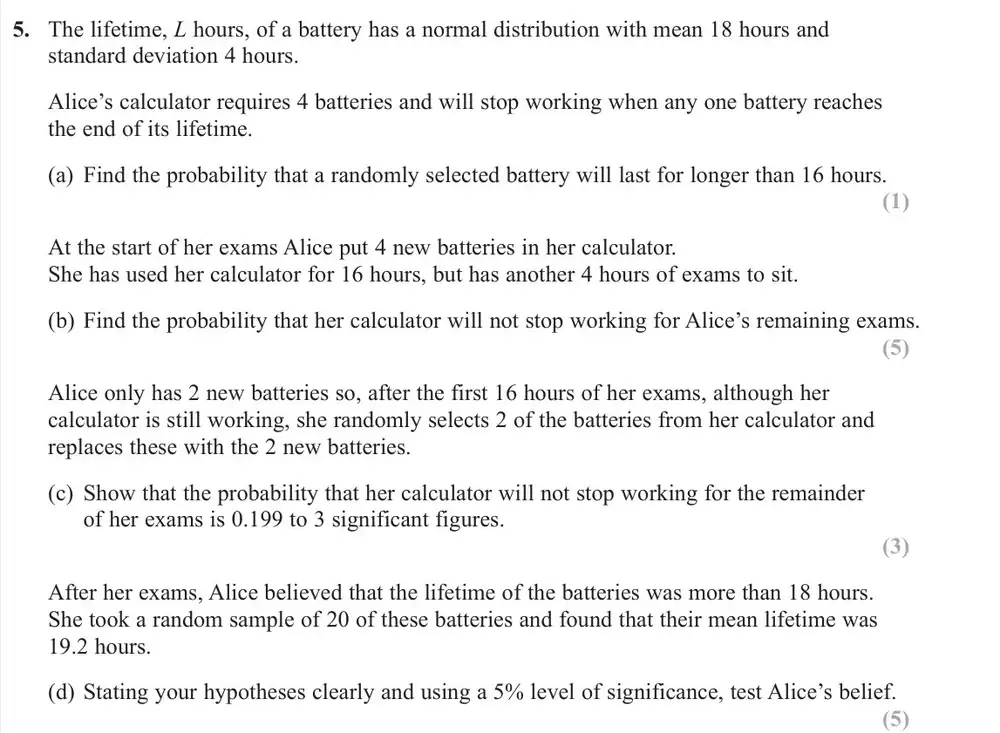 5. The lifetime, L hours, of a battery has a normal distribution with mean 18 hours and
standard deviation 4 hours.
Alice’s calculator requires 4 batteries and will stop working when any one battery reaches
the end of its lifetime.
(a) Find the probability that a randomly selected battery will last for longer than 16 hours.
(1)
At the start of her exams Alice put 4 new batteries in her calculator.
She has used her calculator for 16 hours, but has another 4 hours of exams to sit.
(b) Find the probability that her calculator will not stop working for Alice’s remaining exams.
(5)
Alice only has 2 new batteries so, after the first 16 hours of her exams, although her
calculator is still working, she randomly selects 2 of the batteries from her calculator and
replaces these with the 2 new batteries.
(c) Show that the probability that her calculator will not stop working for the remainder
of her exams is 0.199 to 3 significant figures.
(3)
After her exams, Alice believed that the lifetime of the batteries was more than 18 hours.
She took a random sample of 20 of these batteries and found that their mean lifetime was
19.2 hours.
(d) Stating your hypotheses clearly and using a 5% level of significance, test Alice’s belief.
(5)